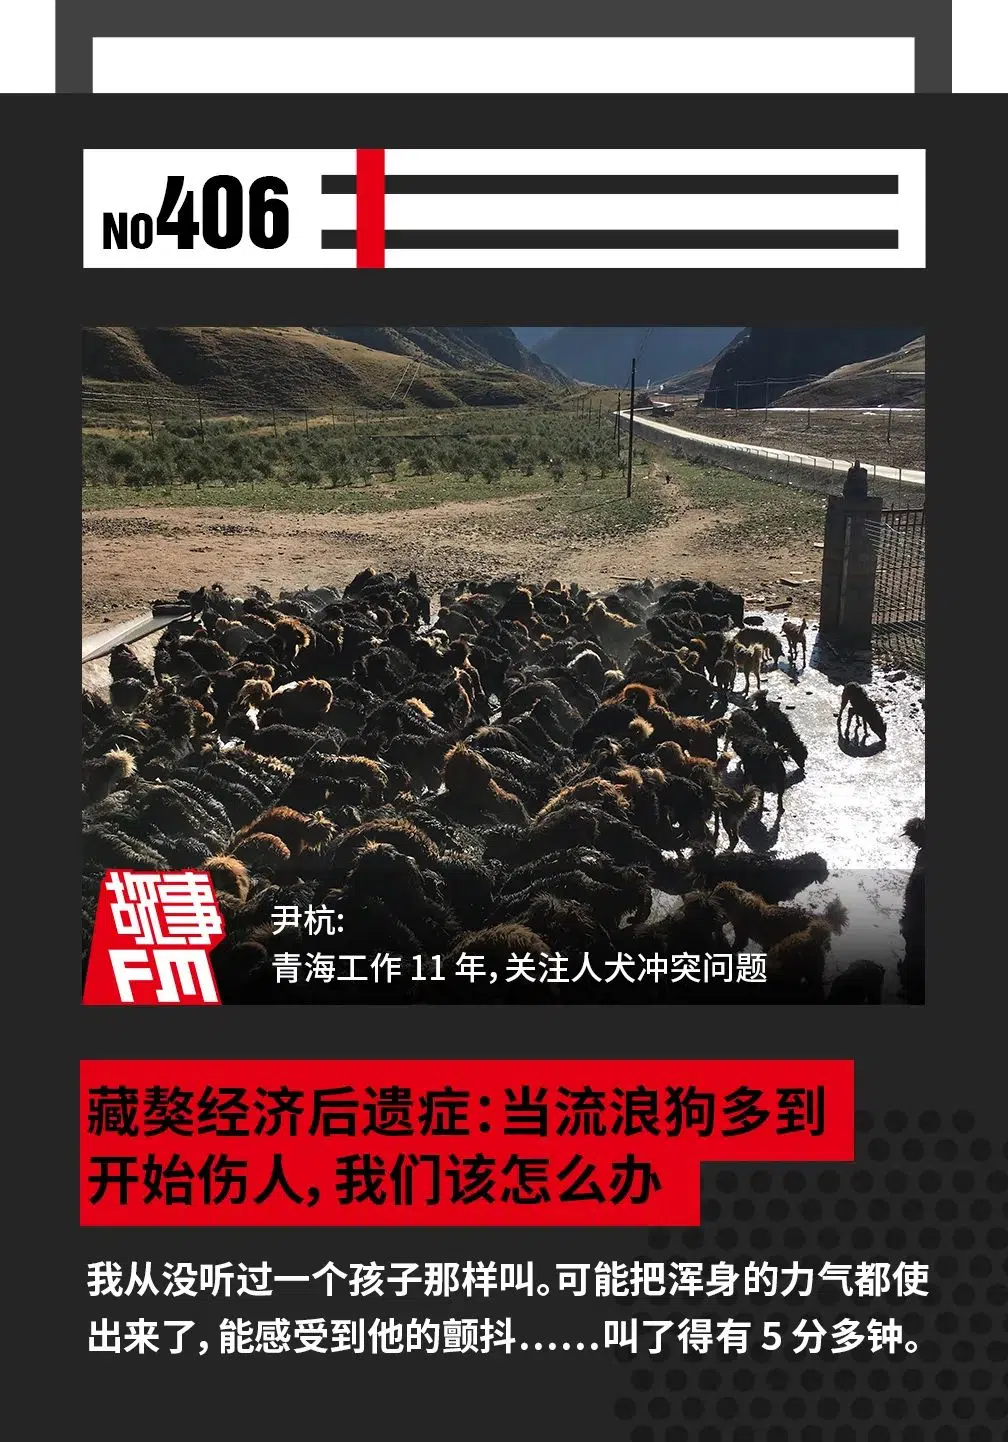 NO406
故事
FM
尹杭:
青海工作 11 年，关注人犬冲突问题
藏獒经济后遗症：当流浪狗多到
开始伤人，我们该怎么办
我从没听过一个孩子那样叫。可能把浑身的力气都使
出来了，能感受到他的颤抖……叫了得有 5 分多钟。